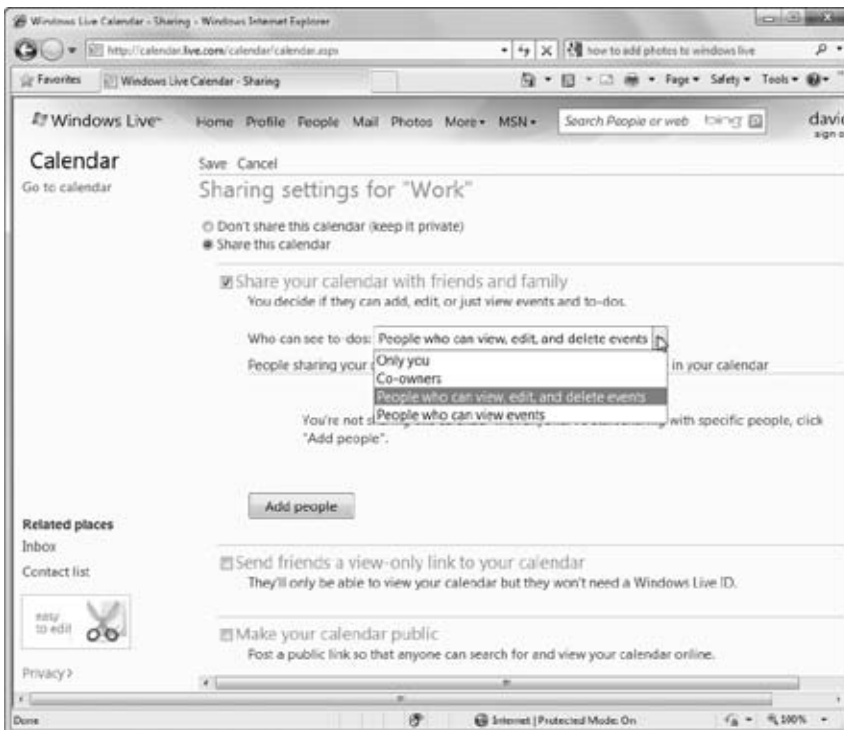 Windows Live Calendar - Sharing - Windows Internet Explorer
http://calendar.live.com/calendar/calendar.aspx
how to add photos to windows live
Favorites
Windows Live Calendar - Sharing
Page
Safety
Tools
Windows Live
Home Profile People Mail Photos More MSN
Search People or web
bing
david
sign o
Calendar
Go to calendar
Save Cancel
Sharing settings for "Work"
Don't share this calendar (keep it private)
Share this calendar
Share your calendar with friends and family
You decide if they can add, edit, or just view events and to-dos.
Who can see to-dos: People who can view, edit, and delete events
Only you
People sharing your
in your calendar
Co-owners
People who can view, edit, and delete events
People who can view events
You're not
with specific people, click
"Add people".
Add people
Related places
Inbox
Contact list
easy
to edit
Privacy
Send friends a view-only link to your calendar
They'll only be able to view your calendar but they won't need a Windows Live ID.
Make your calendar public
Post a public link so that anyone can search for and view your calendar online.
Done
Internet | Protected Mode: On
100%